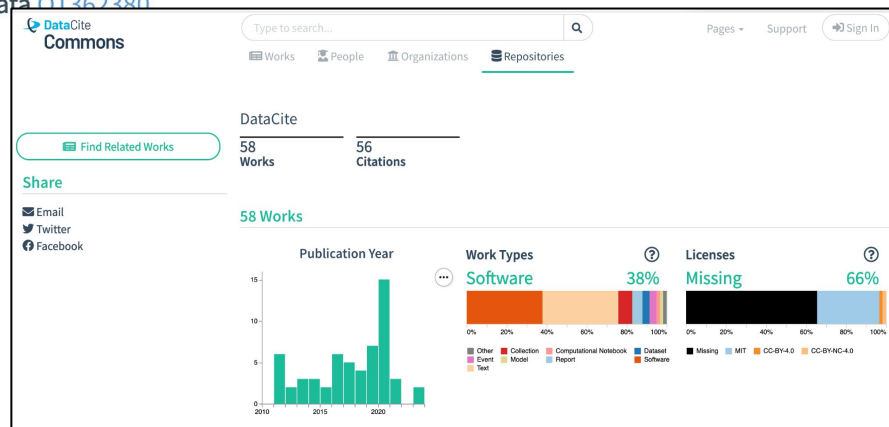 ata Q1362380
DataCite
Commons
Type to search...
Pages
Support
Sign In
Works
People
Organizations
Repositories
DataCite
58
Works
56
Citations
Find Related Works
Share
Email
Twitter
Facebook
58 Works
Publication Year
15
10
5
0
2010
2015
2020
Work Types
Software
38%
0%
20%
40%
60%
80%
100%
Other
Collection
Computational Notebook
Dataset
Event
Model
Report
Software
Text
Licenses
Missing
66%
0%
20%
40%
60%
80%
100%
Missing
MIT
CC-BY-4.0
CC-BY-NC-4.0